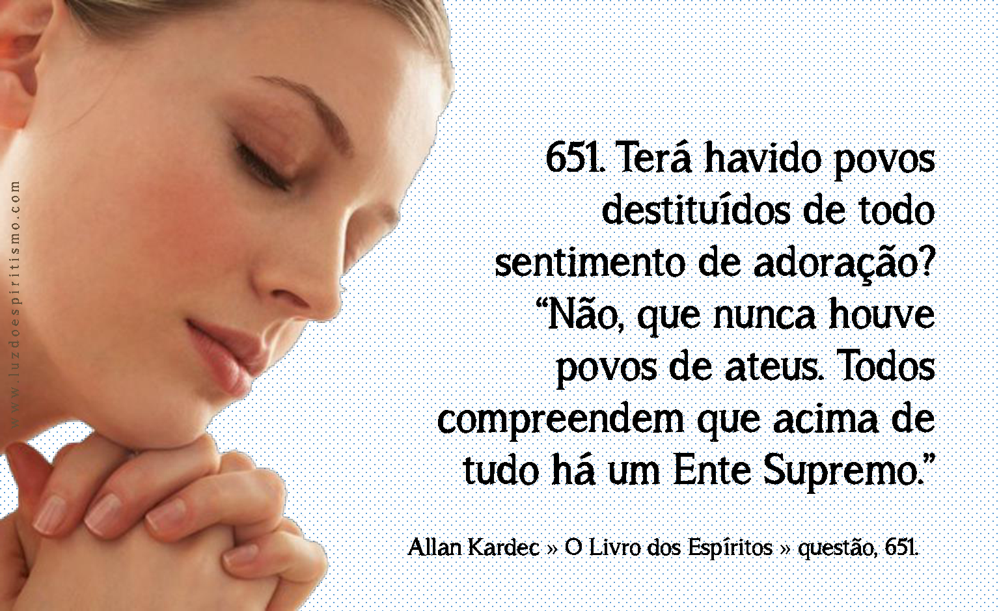 651. Terá havido povos
destituídos de todo
sentimento de adoração?
“Não, que nunca houve
povos de ateus. Todos
compreendem que acima de
tudo há um Ente Supremo.”
Allan Kardec » O Livro dos Espíritos » questão, 651.
www.luzdoespiritismo.com